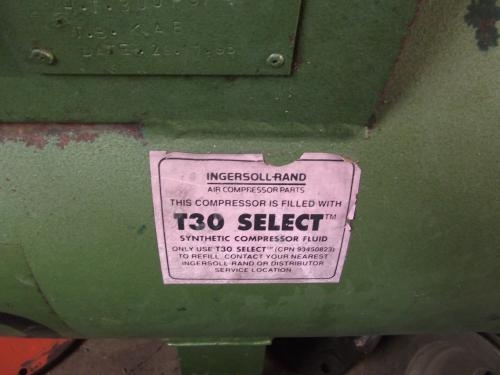 INGERSOLL-RAND
AIR COMPRESSOR PARTS
THIS COMPRESSOR IS FILLED WITH
T30 SELECT™
SYNTHETIC COMPRESSOR FLUID
ONLY USE T30 SELECT™ (CPN 93450823)
TO REFILL, CONTACT YOUR NEAREST
INGERSOLL-RAND OR DISTRIBUTOR
SERVICE LOCATION